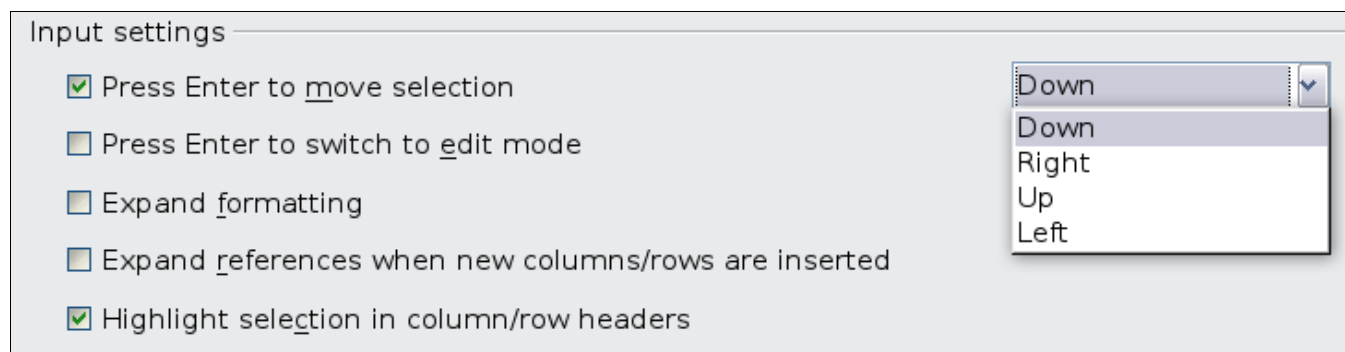 Input settings
Press Enter to move selection
Down
Down
Right
Up
Left
Press Enter to switch to edit mode
Expand formatting
Expand references when new columns/rows are inserted
Highlight selection in column/row headers